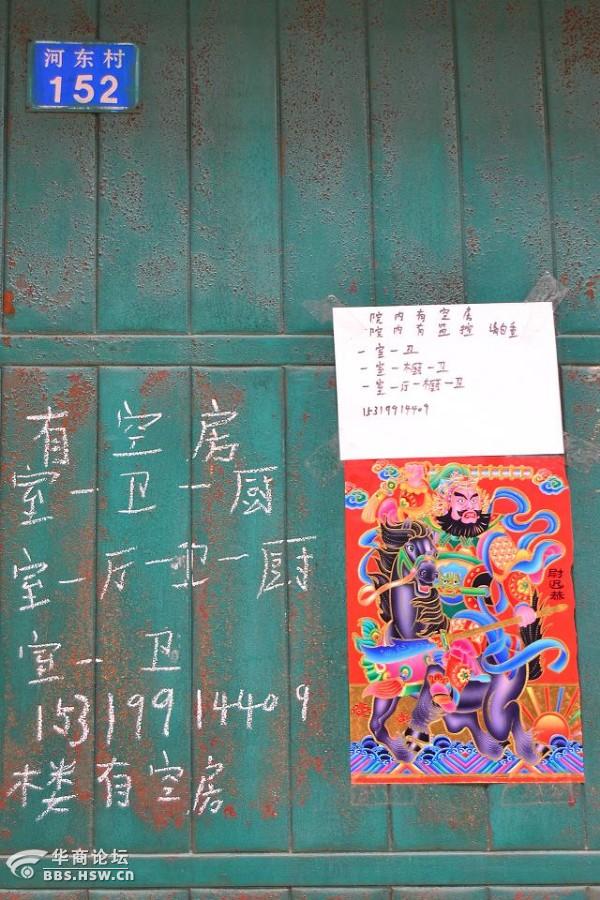 河东村
152
院内有空房
院内有监控 请自重
一室一卫
一室一橱一卫
一室一厅一橱一卫
15319914409
尉迟恭
有空房
室一卫一厨
室一厅一卫一厨
室一卫
15319914409
楼有空房
华商论坛
BBS.HSW.CN